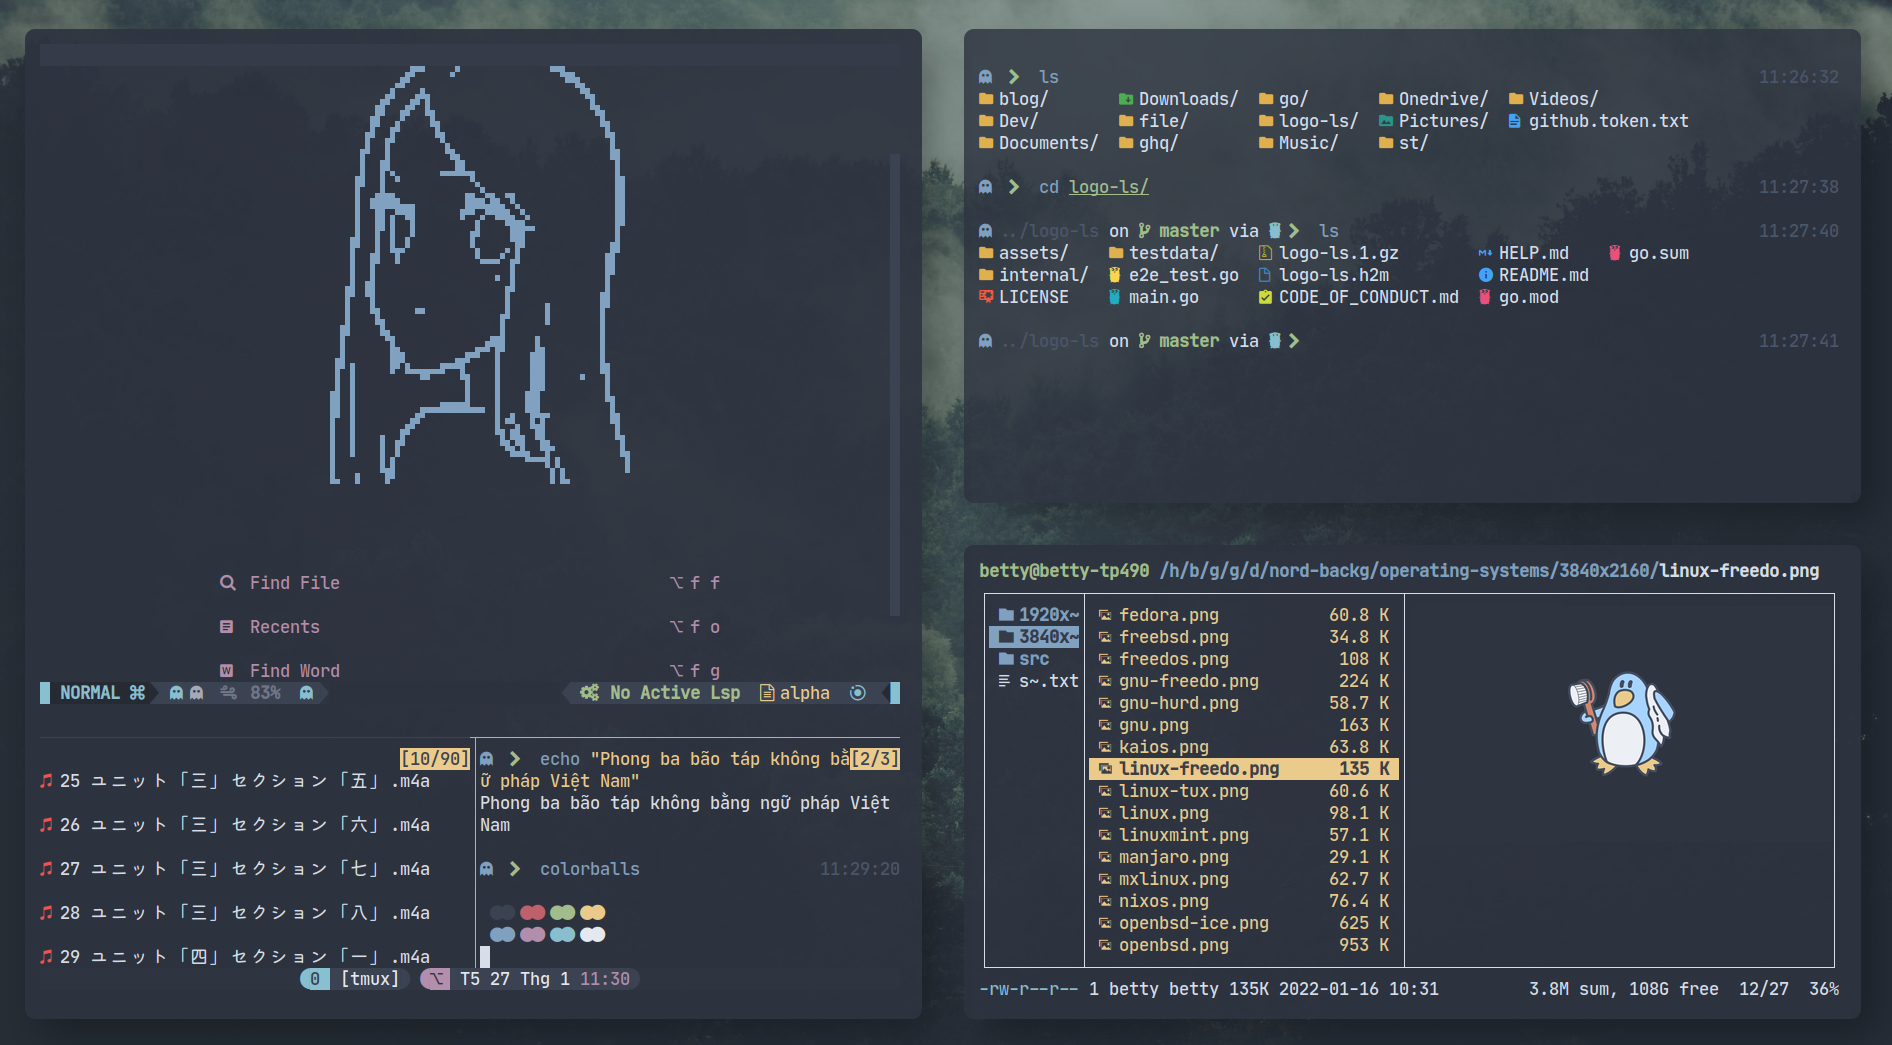 Find File ⌥ f f
Recents ⌥ f o
Find Word ⌥ f g
NORMAL ⌘ 83% No Active Lsp alpha
[10/90]
25 ユニット「三」セクション「五」.m4a
26 ユニット「三」セクション「六」.m4a
27 ユニット「三」セクション「七」.m4a
28 ユニット「三」セクション「八」.m4a
29 ユニット「四」セクション「一」.m4a
echo "Phong ba bão táp không bằ[2/3]
ữ pháp Việt Nam"
Phong ba bão táp không bằng ngữ pháp Việt
Nam
colorballs 11:29:20
0 [tmux] ⌥ T5 27 Thg 1 11:30
ls 11:26:32
blog/ Downloads/ go/ Onedrive/ Videos/
Dev/ file/ logo-ls/ Pictures/ github.token.txt
Documents/ ghq/ Music/ st/
cd logo-ls/ 11:27:38
../logo-ls on master via ls 11:27:40
assets/ testdata/ logo-ls.1.gz HELP.md go.sum
internal/ e2e_test.go logo-ls.h2m README.md
LICENSE main.go CODE_OF_CONDUCT.md go.mod
../logo-ls on master via 11:27:41
betty@betty-tp490 /h/b/g/g/d/nord-backg/operating-systems/3840x2160/linux-freedo.png
1920x~
3840x~
src
s~.txt
fedora.png 60.8 K
freebsd.png 34.8 K
freedos.png 108 K
gnu-freedo.png 224 K
gnu-hurd.png 58.7 K
gnu.png 163 K
kaios.png 63.8 K
linux-freedo.png 135 K
linux-tux.png 60.6 K
linux.png 98.1 K
linuxmint.png 57.1 K
manjaro.png 29.1 K
mxlinux.png 62.7 K
nixos.png 76.4 K
openbsd-ice.png 625 K
openbsd.png 953 K
-rw-r--r-- 1 betty betty 135K 2022-01-16 10:31 3.8M sum, 108G free 12/27 36%